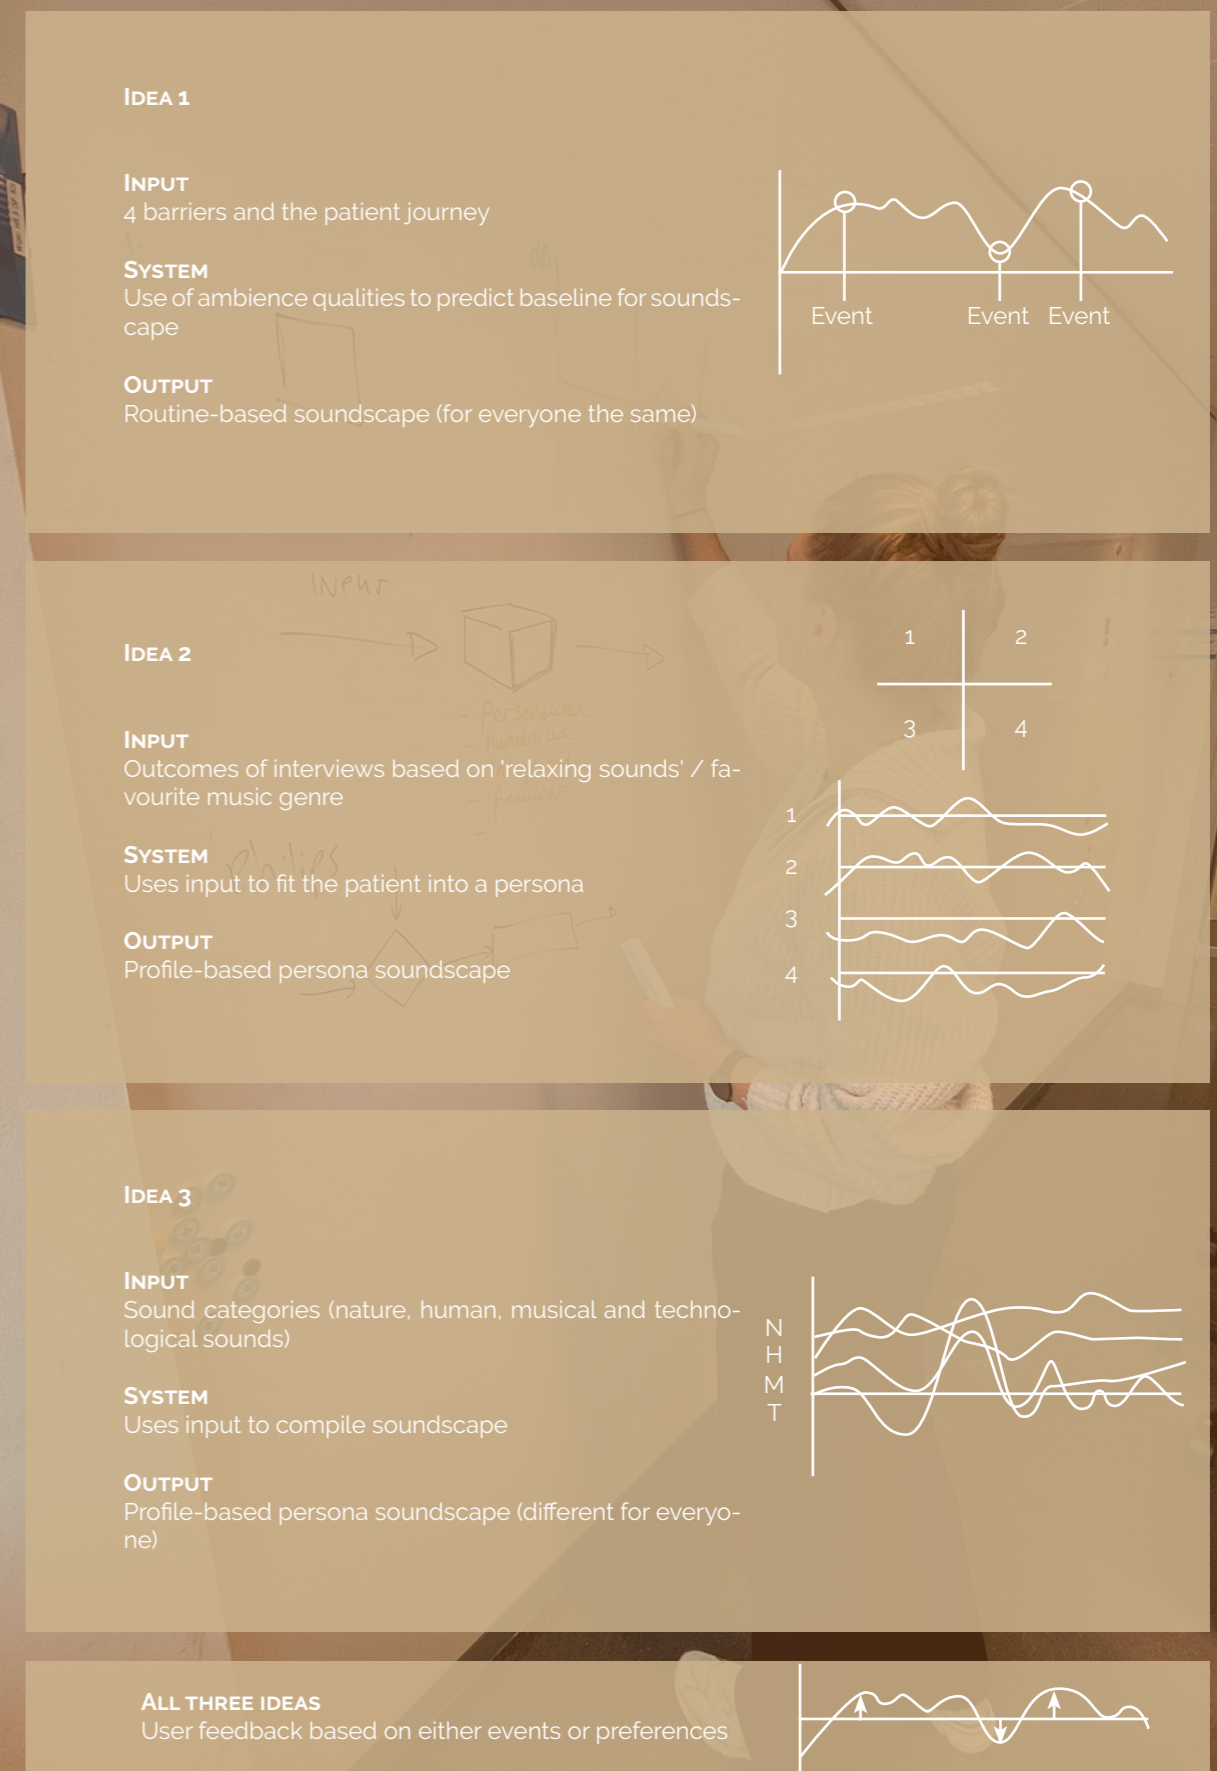 IDEA 1
INPUT
4 barriers and the patient journey
SYSTEM
Use of ambience qualities to predict baseline for sounds-
cape
OUTPUT
Routine-based soundscape (for everyone the same)
Event Event Event
IDEA 2
INPUT
Outcomes of interviews based on 'relaxing sounds' / fa-
vourite music genre
SYSTEM
Uses input to fit the patient into a persona
OUTPUT
Profile-based persona soundscape
1 2
3 4
1
2
3
4
INPUT
- Personalized
- familiar
Philips
IDEA 3
INPUT
Sound categories (nature, human, musical and techno-
logical sounds)
SYSTEM
Uses input to compile soundscape
OUTPUT
Profile-based persona soundscape (different for everyo-
ne)
N
H
M
T
ALL THREE IDEAS
User feedback based on either events or preferences